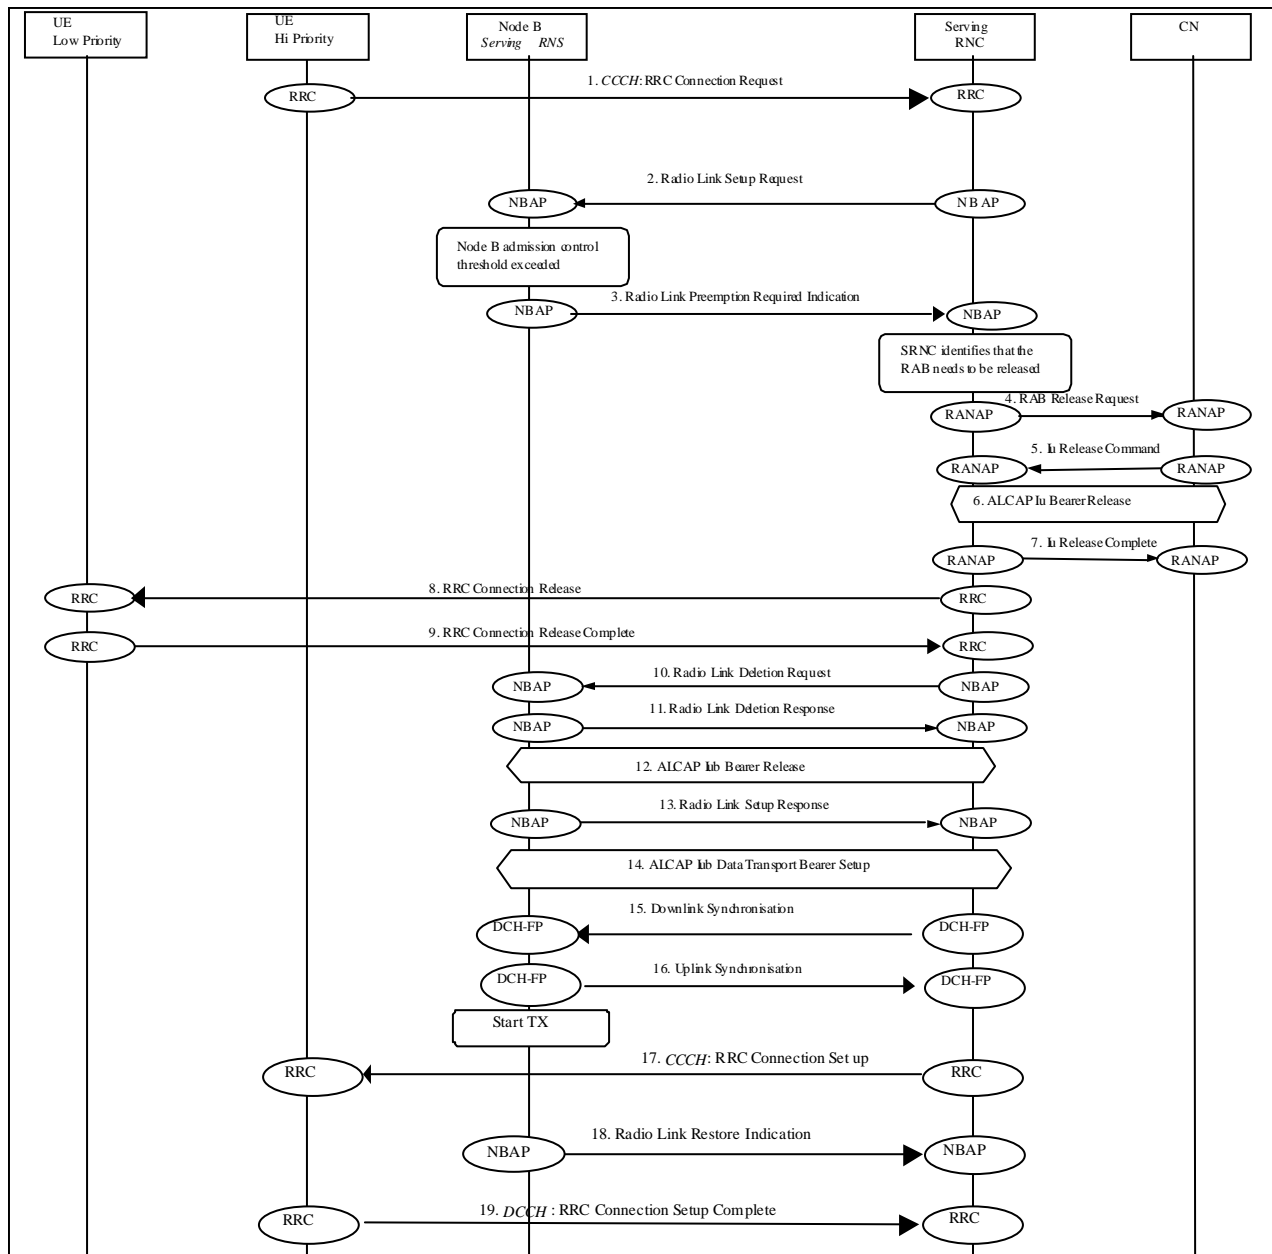 UE
Low Priority
UE
Hi Priority
Node B
Serving RNS
Serving
RNC
CN
1. CCCH: RRC Connection Request
RRC
RRC
2. Radio Link Setup Request
NBAP
NB AP
Node B admission control
threshold exceeded
3. Radio Link Preemption Required Indication
NBAP
NBAP
SRNC identifies that the
RAB needs to be released
4. RAB Release Request
RANAP
RANAP
5. Iu Release Command
RANAP
RANAP
6. ALCAP Iu Bearer Release
7. Iu Release Complete
RANAP
RANAP
8. RRC Connection Release
RRC
RRC
9. RRC Connection Release Complete
RRC
RRC
10. Radio Link Deletion Request
NBAP
NBAP
11. Radio Link Deletion Response
NBAP
NBAP
12. ALCAP Iub Bearer Release
13. Radio Link Setup Response
NBAP
NBAP
14. ALCAP Iub Data Transport Bearer Setup
15. Downlink Synchronisation
DCH-FP
DCH-FP
16. Uplink Synchronisation
DCH-FP
DCH-FP
Start TX
17. CCCH: RRC Connection Set up
RRC
RRC
18. Radio Link Restore Indication
NBAP
NBAP
19. DCCH : RRC Connection Setup Complete
RRC
RRC